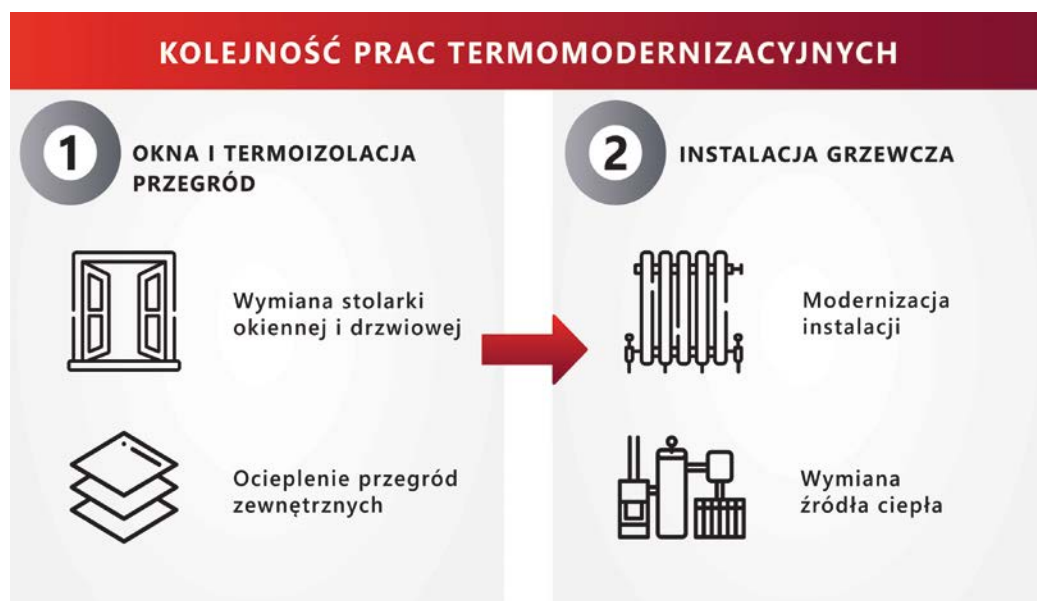 KOLEJNOŚĆ PRAC TERMOMODERNIZACYJNYCH
1
OKNA I TERMOIZOLACJA
PRZEGRÓD
Wymiana stolarki
okiennej i drzwiowej
Ocieplenie przegród
zewnętrznych
2
INSTALACJA GRZEWCZA
Modernizacja
instalacji
Wymiana
źródła ciepła